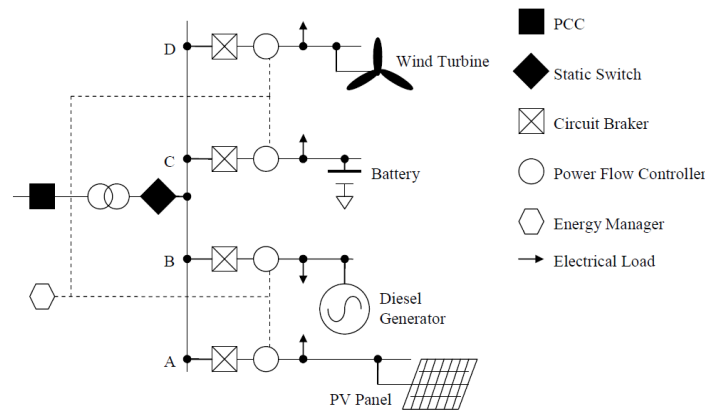 D
Wind Turbine
C
Battery
B
Diesel
Generator
A
PV Panel
PCC
Static Switch
Circuit Braker
Power Flow Controller
Energy Manager
Electrical Load